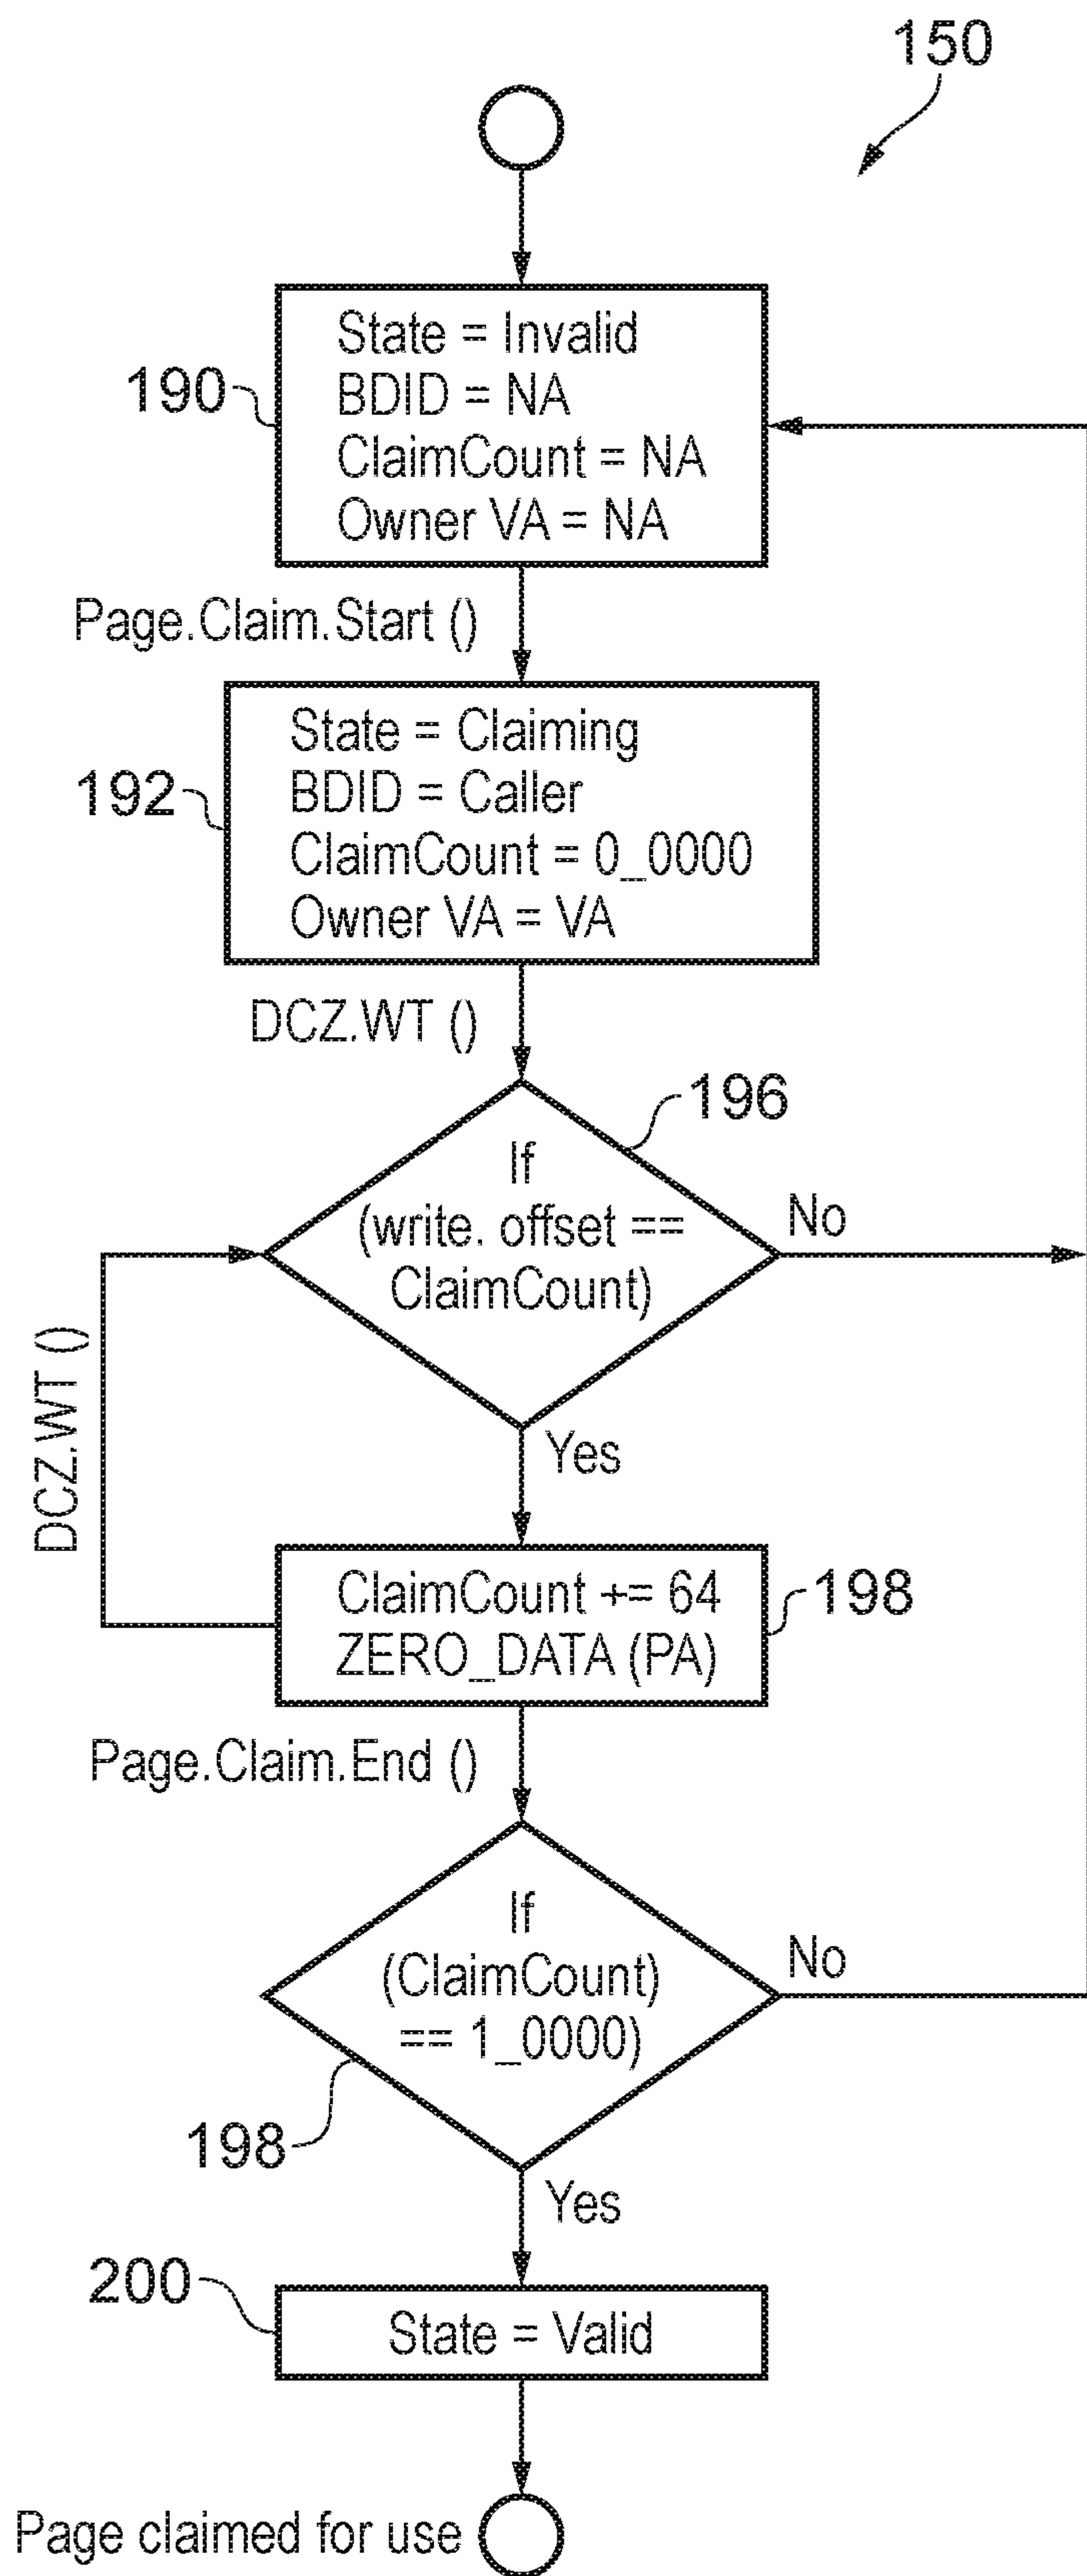 150
190
State = Invalid
BDID = NA
ClaimCount = NA
Owner VA = NA
Page.Claim.Start ()
192
State = Claiming
BDID = Caller
ClaimCount = 0_0000
Owner VA = VA
DCZ.WT ()
196
If
(write. offset ==
ClaimCount)
No
DCZ.WT ()
Yes
ClaimCount += 64
ZERO_DATA (PA)
198
Page.Claim.End ()
If
(ClaimCount)
== 1_0000)
No
198
Yes
200
State = Valid
Page claimed for use